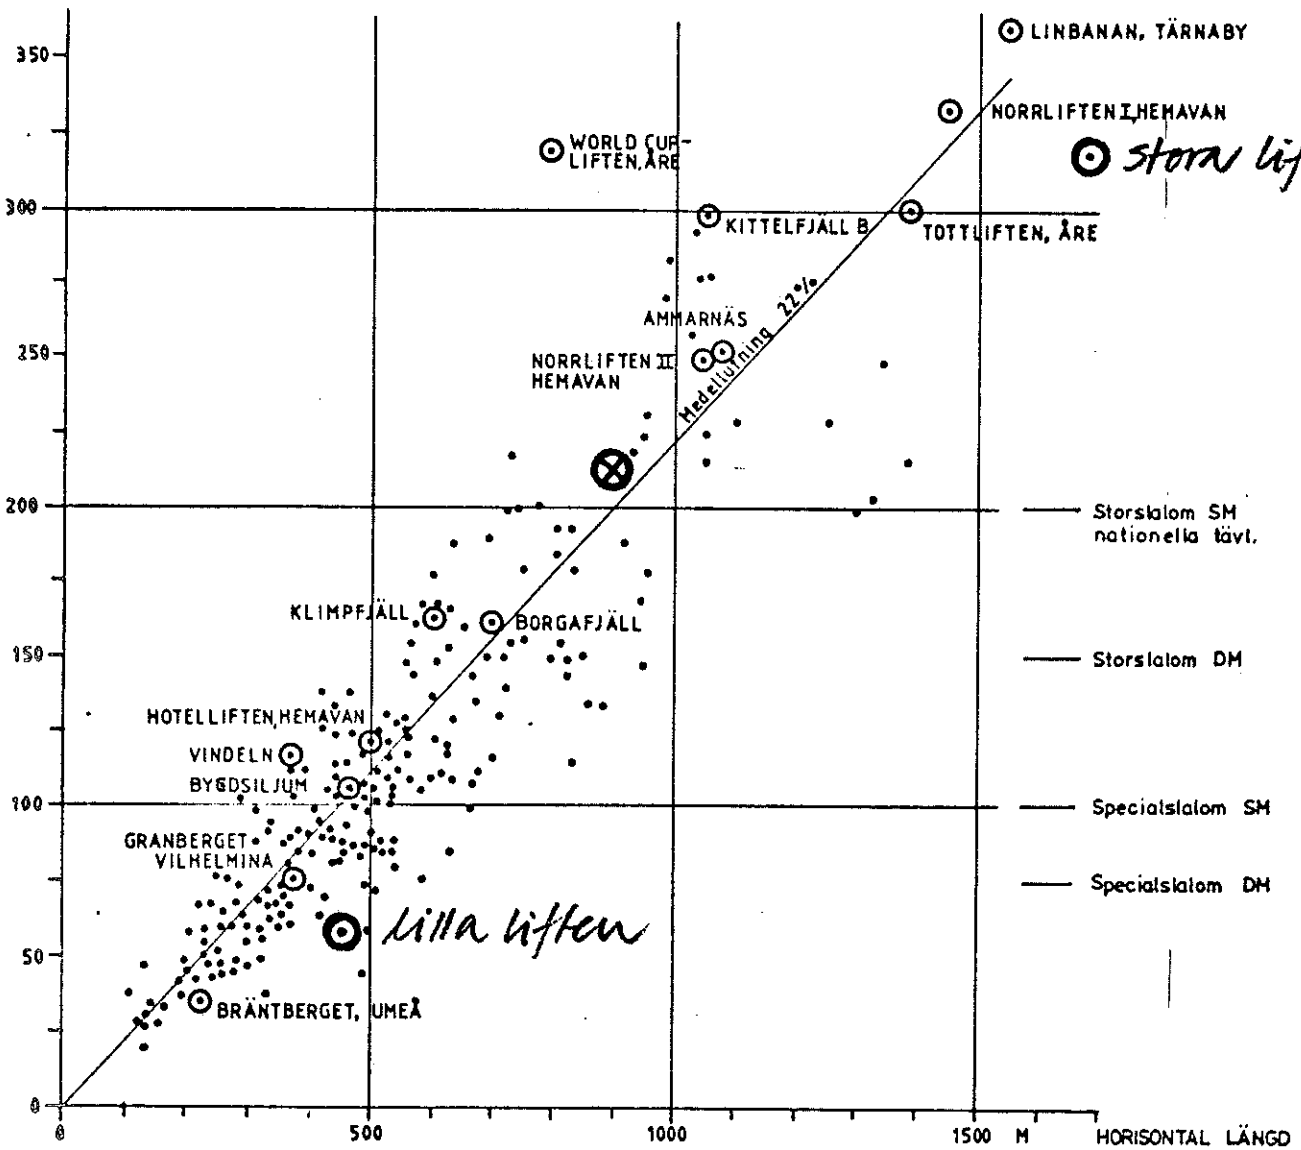 350
LINBANAN, TÄRNABY
NORRLIFTEN I, HEMAVAN
WORLD CUP-
LIFTEN, ÅRE
stora lif
300
KITTELFJÄLL B
TOTTLIFTEN, ÅRE
Medellutning 22%
AMMARNÄS
250
NORRLIFTEN II
HEMAVAN
200
Storslalom SM
nationella tävl.
KLIMPFJÄLL
BORGAFJÄLL
150
Storslalom DM
HOTELLIFTEN, HEMAVAN
VINDELN
BYGDSILJUM
100
Specialslalom SM
GRANBERGET
VILHELMINA
Specialslalom DM
lilla liften
50
BRÄNTBERGET, UMEÅ
0
0 500 1000 1500 M HORISONTAL LÄNGD